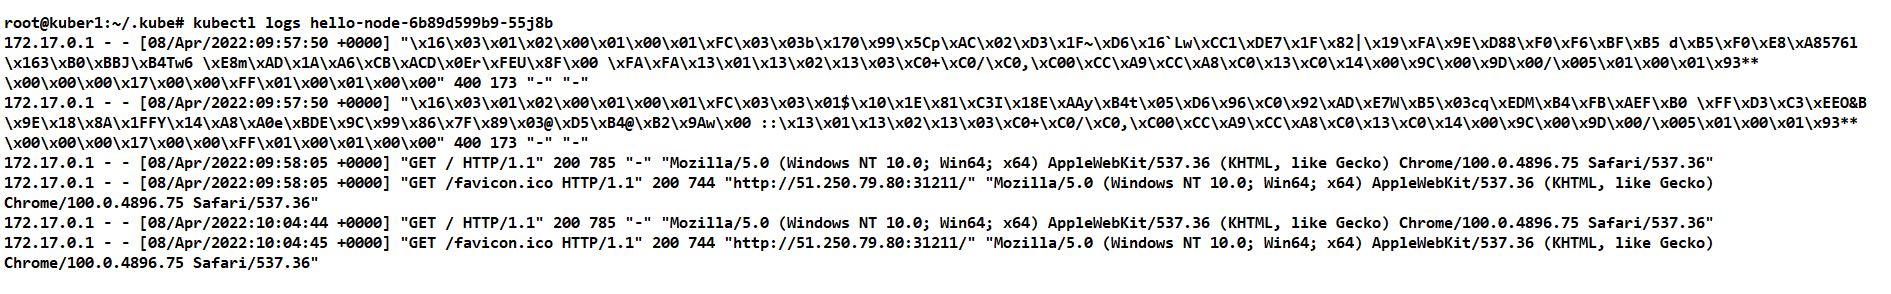 root@kuber1:~/.kube# kubectl logs hello-node-6b89d599b9-55j8b
172.17.0.1 - - [08/Apr/2022:09:57:50 +0000] "\x16\x03\x01\x02\x00\x01\x00\x01\xFC\x03\x03b\x170\x99\x5Cp\xAC\x02\xD3\x1F~\xD6\x16`Lw\xCC1\xDE7\x1F\x82|\x19\xFA\x9E\xD88\xF0\xF6\xBF\xB5 d\xB5\xF0\xE8\xA8576l
\x163\xB0\xBBJ\xB4Tw6 \xE8m\xAD\x1A\xA6\xCB\xACD\x0Er\xFEU\x8F\x00 \xFA\xFA\x13\x01\x13\x02\x13\x03\xC0+\xC0/\xC0,\xC00\xCC\xA9\xCC\xA8\xC0\x13\xC0\x14\x00\x9C\x00\x9D\x00/\x005\x01\x00\x01\x93**
\x00\x00\x00\x17\x00\x00\xFF\x01\x00\x01\x00\x00" 400 173 "-" "-"
172.17.0.1 - - [08/Apr/2022:09:57:50 +0000] "\x16\x03\x01\x02\x00\x01\x00\x01\xFC\x03\x03\x01$\x10\x1E\x81\xC3I\x18E\xAAy\xB4t\x05\xD6\x96\xC0\x92\xAD\xE7W\xB5\x03cq\xEDM\xB4\xFB\xAEF\xB0 \xFF\xD3\xC3\xEEO&B
\x9E\x18\x8A\x1FFY\x14\xA8\xA0e\xBDE\x9C\x99\x86\x7F\x89\x03@\xD5\xB4@\xB2\x9Aw\x00 ::\x13\x01\x13\x02\x13\x03\xC0+\xC0/\xC0,\xC00\xCC\xA9\xCC\xA8\xC0\x13\xC0\x14\x00\x9C\x00\x9D\x00/\x005\x01\x00\x01\x93**
\x00\x00\x00\x17\x00\x00\xFF\x01\x00\x01\x00\x00" 400 173 "-" "-"
172.17.0.1 - - [08/Apr/2022:09:58:05 +0000] "GET / HTTP/1.1" 200 785 "-" "Mozilla/5.0 (Windows NT 10.0; Win64; x64) AppleWebKit/537.36 (KHTML, like Gecko) Chrome/100.0.4896.75 Safari/537.36"
172.17.0.1 - - [08/Apr/2022:09:58:05 +0000] "GET /favicon.ico HTTP/1.1" 200 744 "http://51.250.79.80:31211/" "Mozilla/5.0 (Windows NT 10.0; Win64; x64) AppleWebKit/537.36 (KHTML, like Gecko)
Chrome/100.0.4896.75 Safari/537.36"
172.17.0.1 - - [08/Apr/2022:10:04:44 +0000] "GET / HTTP/1.1" 200 785 "-" "Mozilla/5.0 (Windows NT 10.0; Win64; x64) AppleWebKit/537.36 (KHTML, like Gecko) Chrome/100.0.4896.75 Safari/537.36"
172.17.0.1 - - [08/Apr/2022:10:04:45 +0000] "GET /favicon.ico HTTP/1.1" 200 744 "http://51.250.79.80:31211/" "Mozilla/5.0 (Windows NT 10.0; Win64; x64) AppleWebKit/537.36 (KHTML, like Gecko)
Chrome/100.0.4896.75 Safari/537.36"